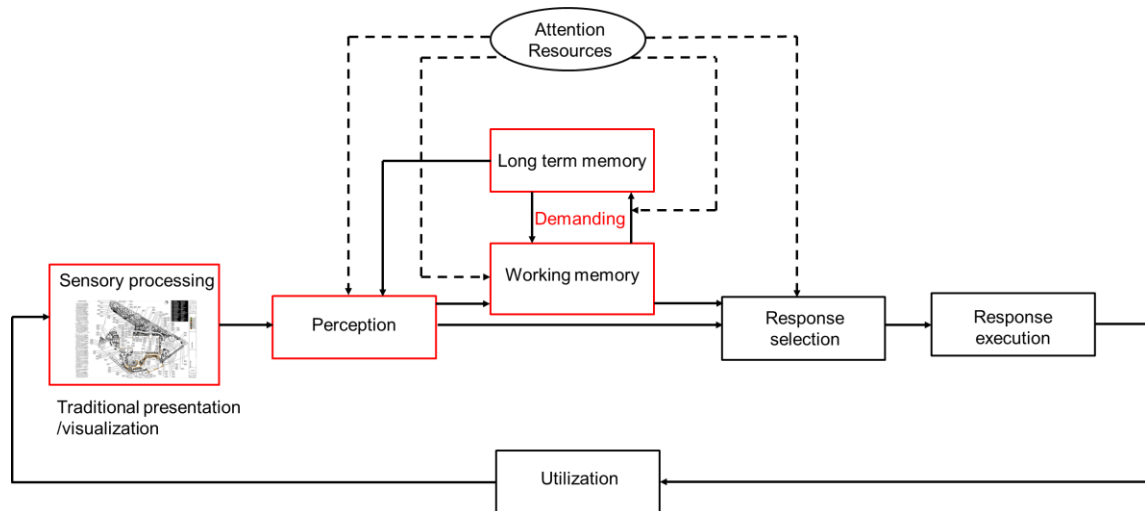 Attention
Resources
Long term memory
Demanding
Working memory
Sensory processing
Perception
Response
selection
Response
execution
Traditional presentation
/visualization
Utilization